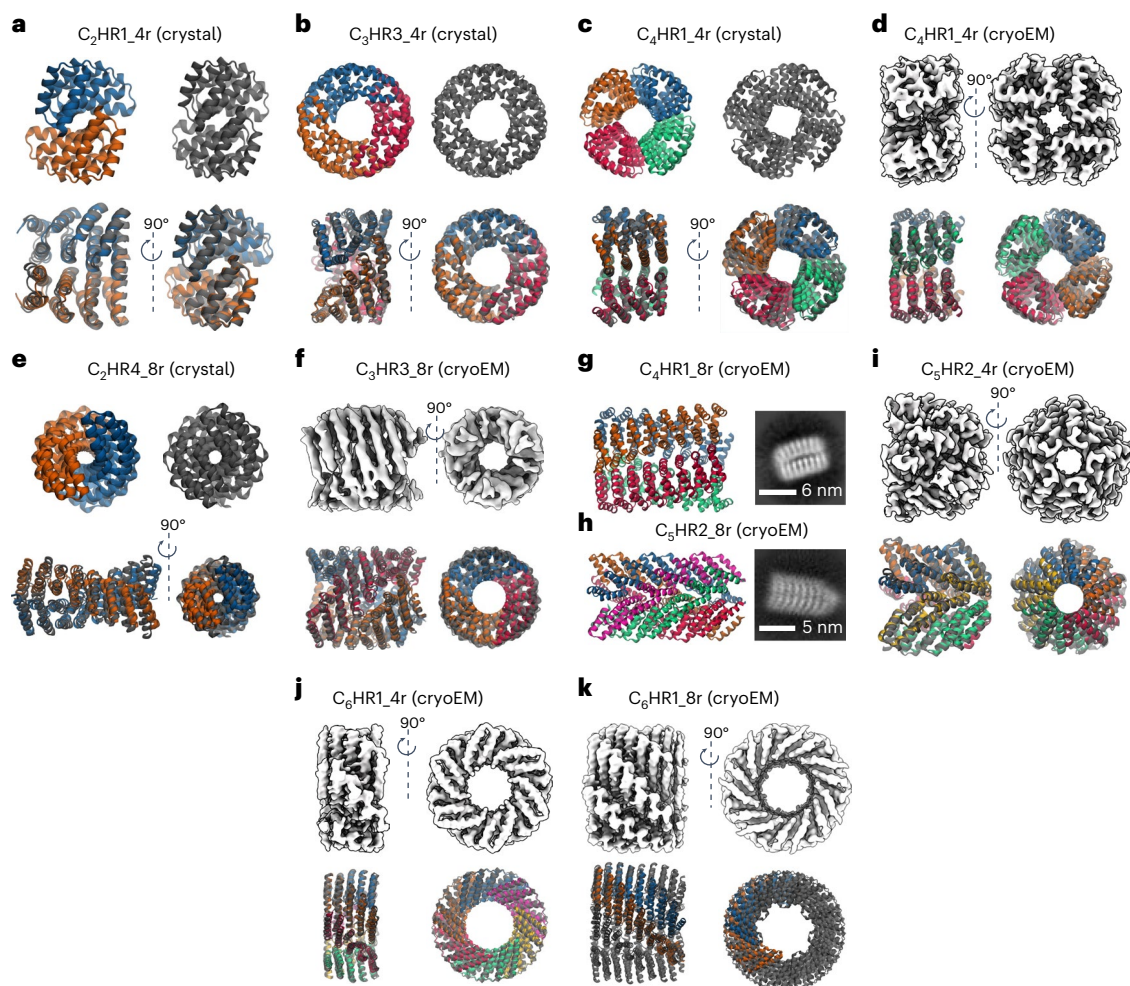 a
C₂HR1_4r (crystal)
b
C₃HR3_4r (crystal)
c
C₄HR1_4r (crystal)
d
C₄HR1_4r (cryoEM)
90°
90°
90°
90°
e
C₂HR4_8r (crystal)
90°
f
C₃HR3_8r (cryoEM)
90°
g
C₄HR1_8r (cryoEM)
6 nm
h
C₅HR2_8r (cryoEM)
5 nm
i
C₅HR2_4r (cryoEM)
90°
j
C₆HR1_4r (cryoEM)
90°
k
C₆HR1_8r (cryoEM)
90°